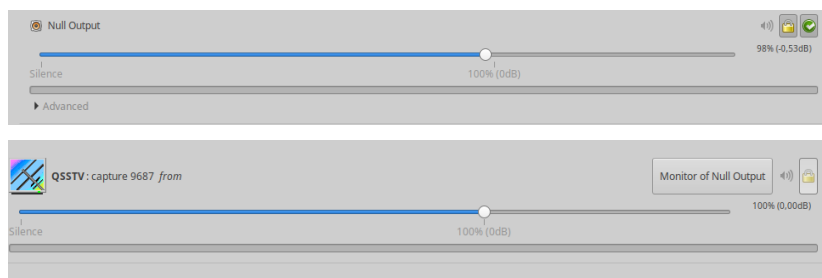 Null Output
98% (-0,53dB)
Silence 100% (0dB)
Advanced
QSSTV : capture 9687 from Monitor of Null Output
100% (0,00dB)
Silence 100% (0dB)